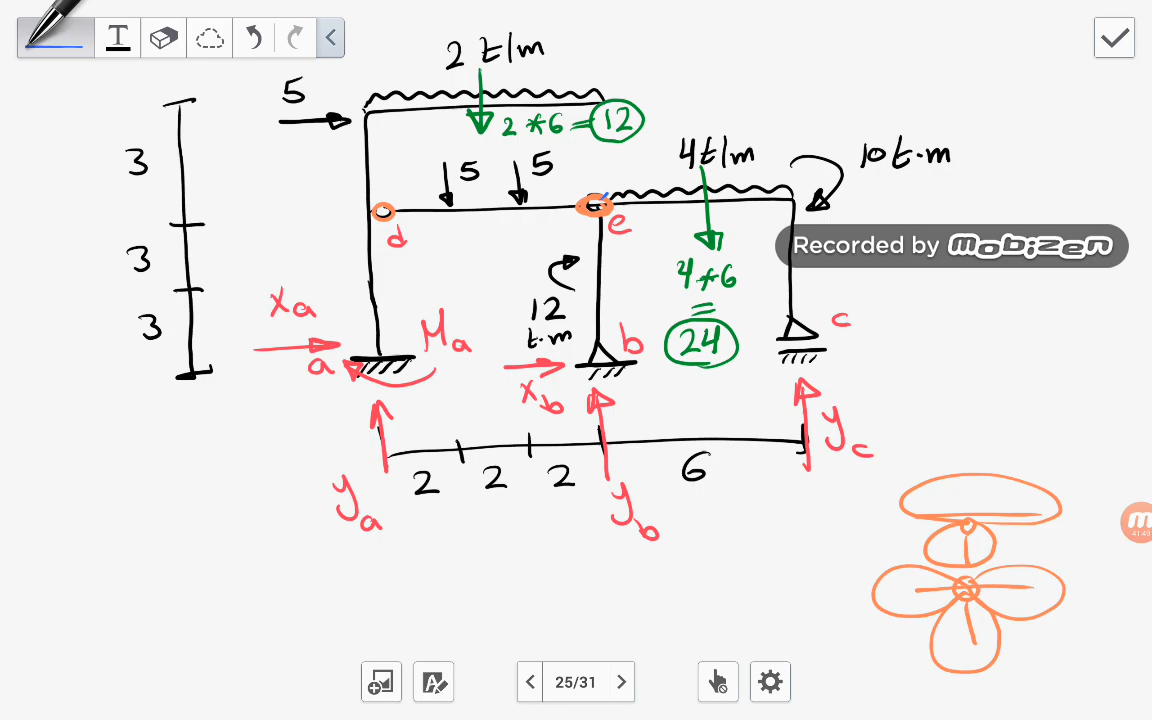 T
2 t/m
5
2 * 6 = 12
3
5
5
4 t/m
10 t.m
d
e
Recorded by mobizen
3
4 * 6
=
24
12
t.m
3
xa
a
Ma
b
c
xb
yc
2
2
2
6
ya
yb
m
25/31
A